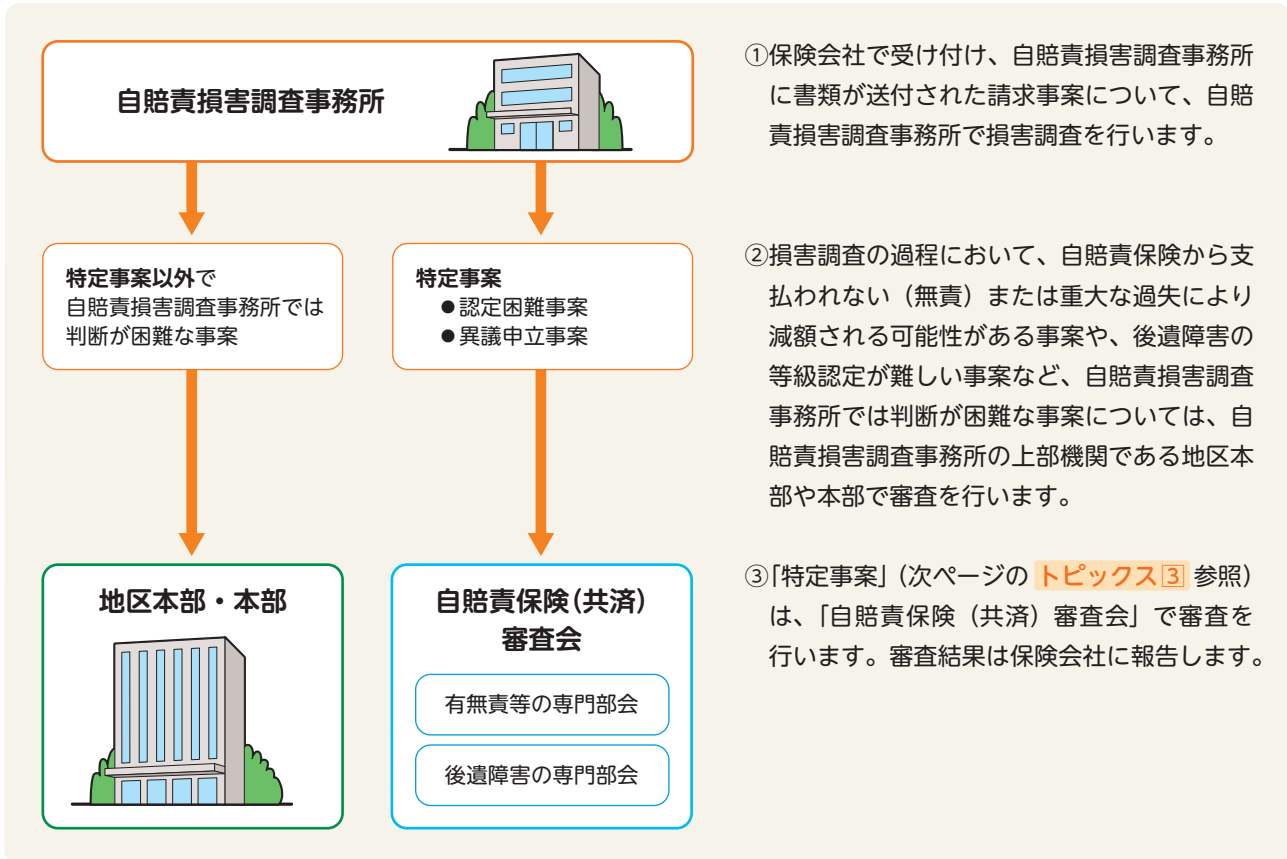 自賠責損害調査事務所
特定事案以外で
自賠責損害調査事務所では
判断が困難な事案
特定事案
●認定困難事案
●異議申立事案
地区本部・本部
自賠責保険(共済)
審査会
有無責等の専門部会
後遺障害の専門部会
①保険会社で受け付け、自賠責損害調査事務所
に書類が送付された請求事案について、自賠
責損害調査事務所で損害調査を行います。
②損害調査の過程において、自賠責保険から支
払われない(無責)または重大な過失により
減額される可能性がある事案や、後遺障害の
等級認定が難しい事案など、自賠責損害調査
事務所では判断が困難な事案については、自
賠責損害調査事務所の上部機関である地区本
部や本部で審査を行います。
③「特定事案」(次ページの トピックス3 参照)
は、「自賠責保険(共済)審査会」で審査を
行います。審査結果は保険会社に報告します。